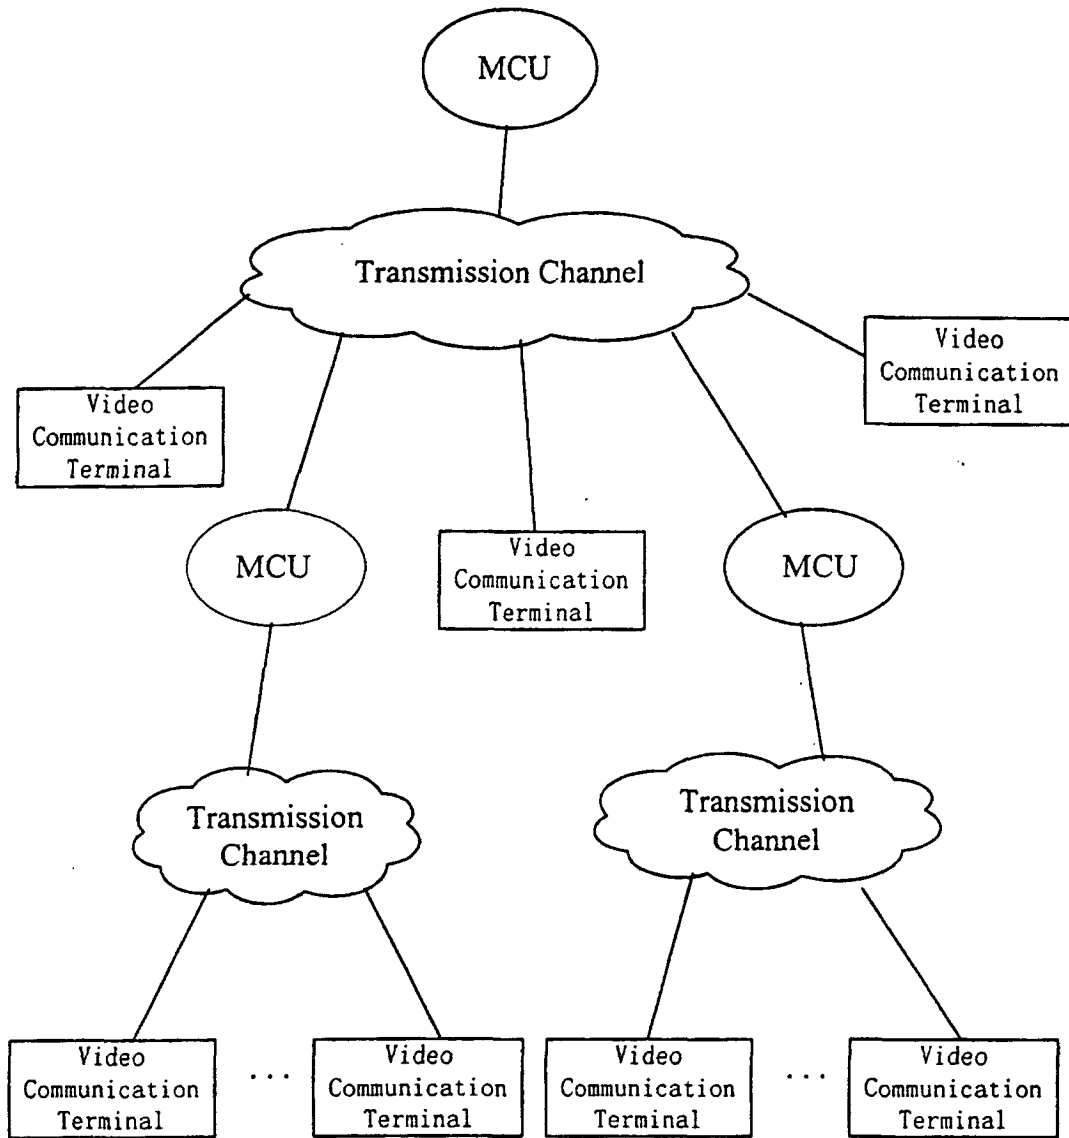 MCU
Transmission Channel
Video
Communication
Terminal
Video
Communication
Terminal
MCU
Video
Communication
Terminal
MCU
Transmission
Channel
Transmission
Channel
Video
Communication
Terminal
...
Video
Communication
Terminal
Video
Communication
Terminal
...
Video
Communication
Terminal